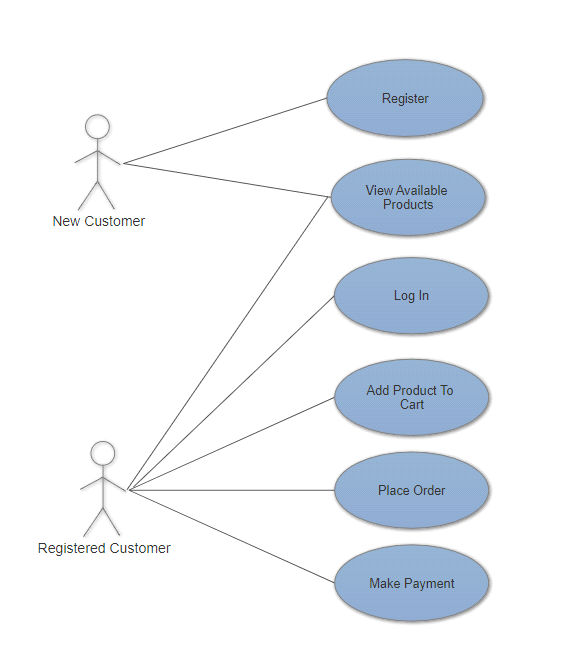 Register
View Available
Products
New Customer
Log In
Add Product To
Cart
Place Order
Registered Customer
Make Payment